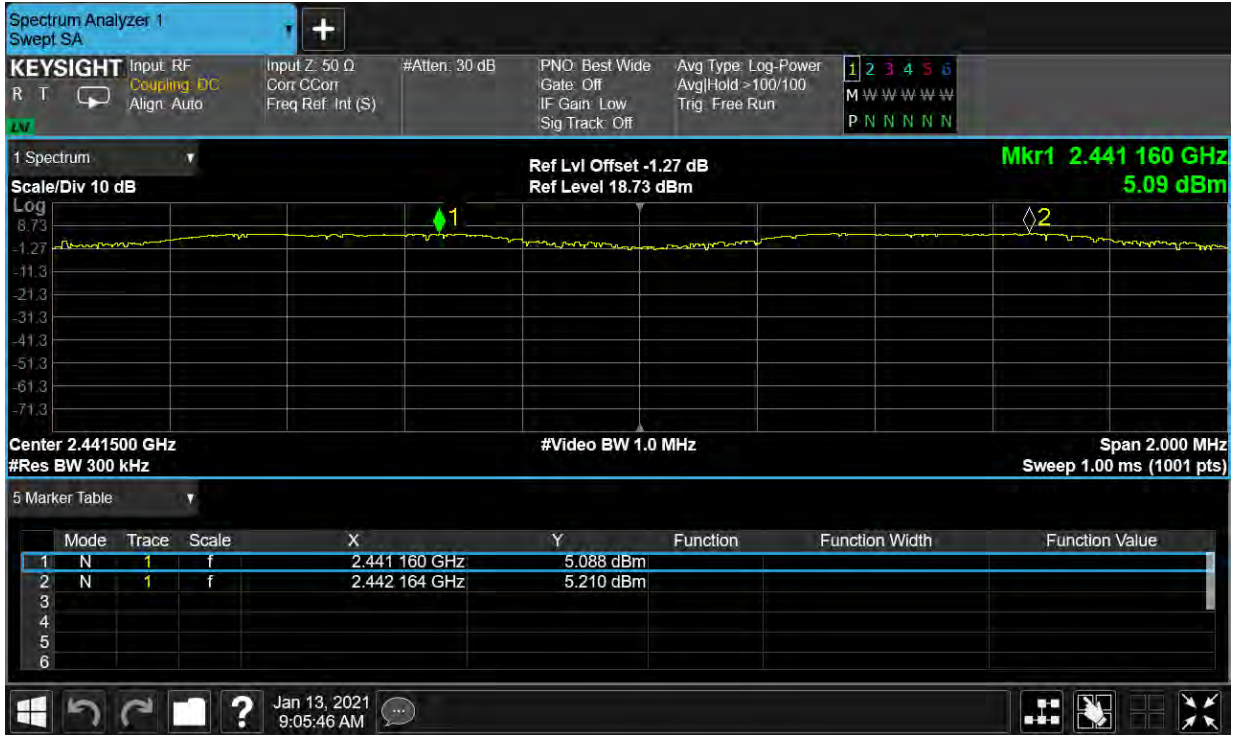 Spectrum Analyzer 1
Swept SA
+
KEYSIGHT Input: RF Input Z: 50 Ω #Atten: 30 dB PNO: Best Wide Avg Type: Log-Power 1 2 3 4 5 6
R T Coupling: DC Corr CCorr Gate: Off Avg|Hold >100/100 M W W W W W
Align: Auto Freq Ref: Int (S) IF Gain: Low Trig: Free Run
Sig Track: Off P N N N N N
LXI
1 Spectrum Ref Lvl Offset -1.27 dB Mkr1 2.441 160 GHz
Scale/Div 10 dB Ref Level 18.73 dBm 5.09 dBm
Log
8.73
-1.27
-11.3
-21.3
-31.3
-41.3
-51.3
-61.3
-71.3
1
2
Center 2.441500 GHz #Video BW 1.0 MHz Span 2.000 MHz
#Res BW 300 kHz Sweep 1.00 ms (1001 pts)
5 Marker Table
Mode Trace Scale X Y Function Function Width Function Value
1 N 1 f 2.441 160 GHz 5.088 dBm
2 N 1 f 2.442 164 GHz 5.210 dBm
3
4
5
6
? Jan 13, 2021
9:05:46 AM